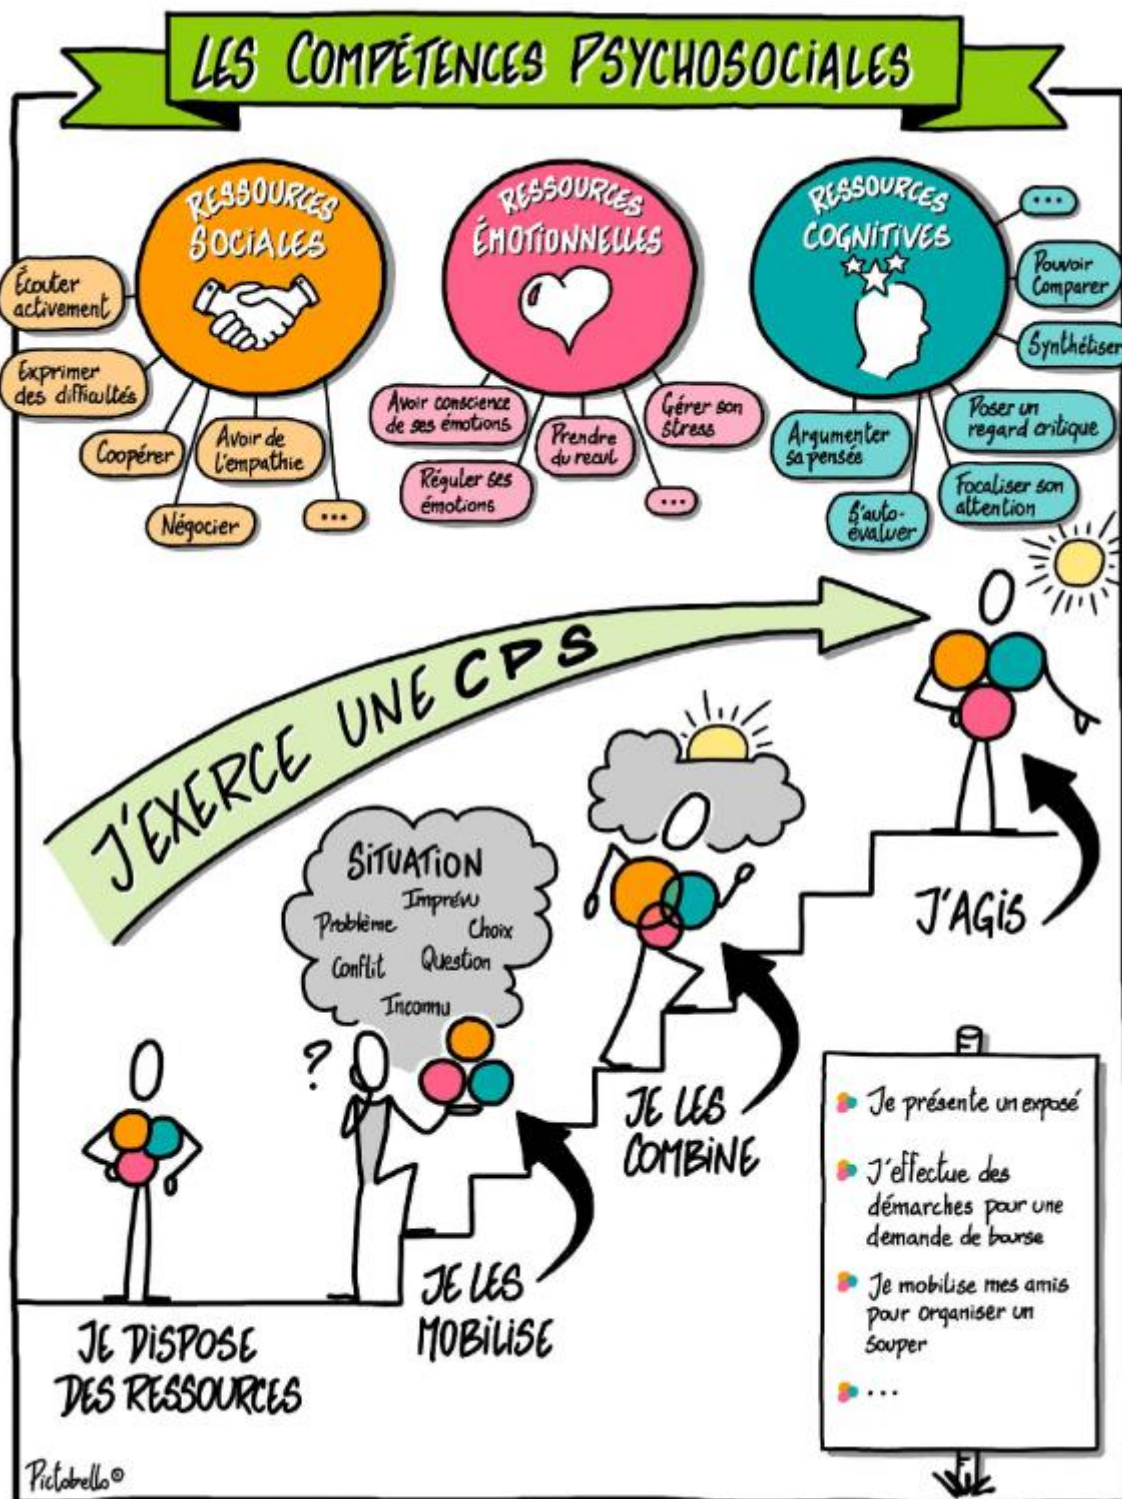 LES COMPÉTENCES PSYCHOSOCIALES
RESSOURCES
SOCIALES
Écouter
activement
Exprimer
des difficultés
Coopérer
Négocier
Avoir de
l'empathie
...
RESSOURCES
ÉMOTIONNELLES
Avoir conscience
de ses émotions
Réguler ses
émotions
Prendre
du recul
Gérer son
stress
...
RESSOURCES
COGNITIVES
...
Pouvoir
Comparer
Synthétiser
Poser un
regard critique
Focaliser son
attention
S'auto-
évaluer
Argumenter
sa pensée
J'EXERCE UNE CPS
SITUATION
Imprévu
Problème
Choix
Conflit
Question
Inconnu
?
JE DISPOSE
DES RESSOURCES
JE LES
MOBILISE
JE LES
COMBINE
J'AGIS
Je présente un exposé
J'effectue des
démarches pour une
demande de bourse
Je mobilise mes amis
pour organiser un
souper
...
Pictobello©